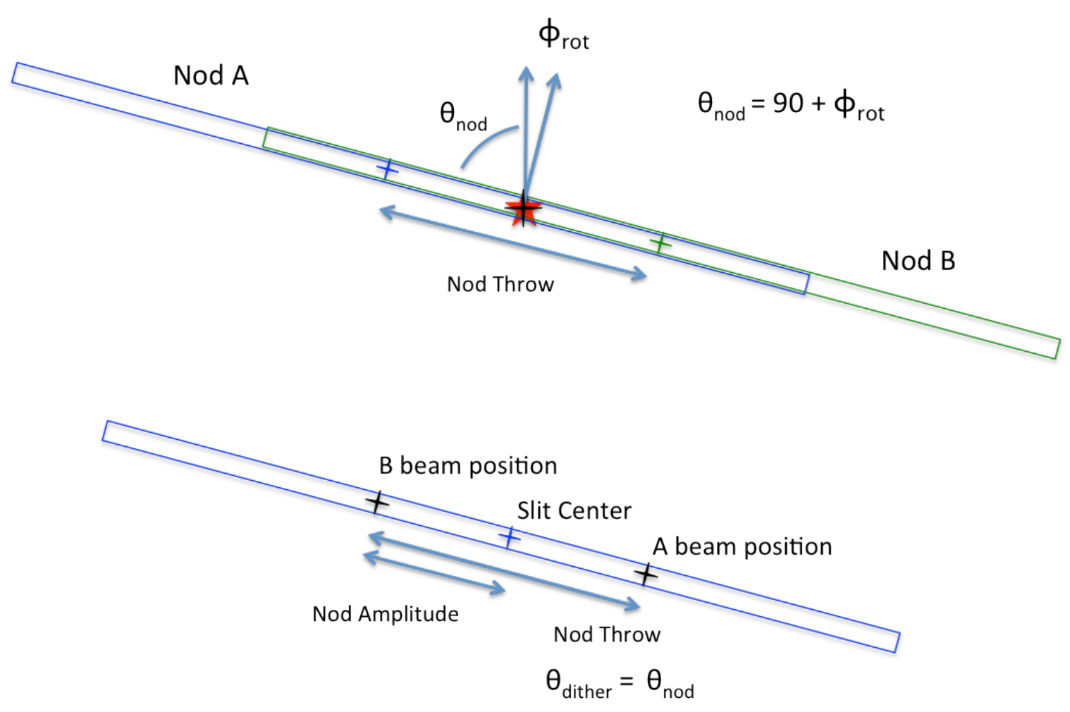 ϕrot
Nod A
θnod
θnod = 90 + ϕrot
Nod B
Nod Throw
B beam position
Slit Center
A beam position
Nod Amplitude
Nod Throw
θdither = θnod